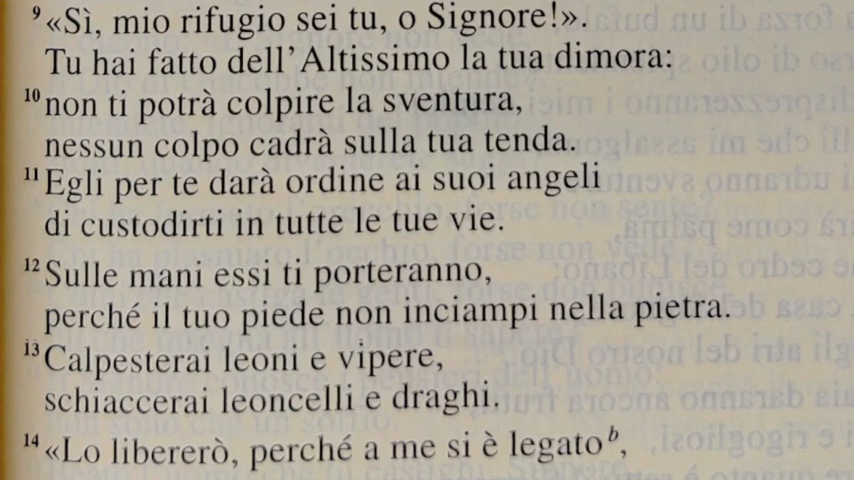 ⁹«Sì, mio rifugio sei tu, o Signore!».
Tu hai fatto dell'Altissimo la tua dimora:
¹⁰non ti potrà colpire la sventura,
nessun colpo cadrà sulla tua tenda.
¹¹Egli per te darà ordine ai suoi angeli
di custodirti in tutte le tue vie.
¹²Sulle mani essi ti porteranno,
perché il tuo piede non inciampi nella pietra.
¹³Calpesterai leoni e vipere,
schiaccerai leoncelli e draghi.
¹⁴«Lo libererò, perché a me si è legatoᵇ,